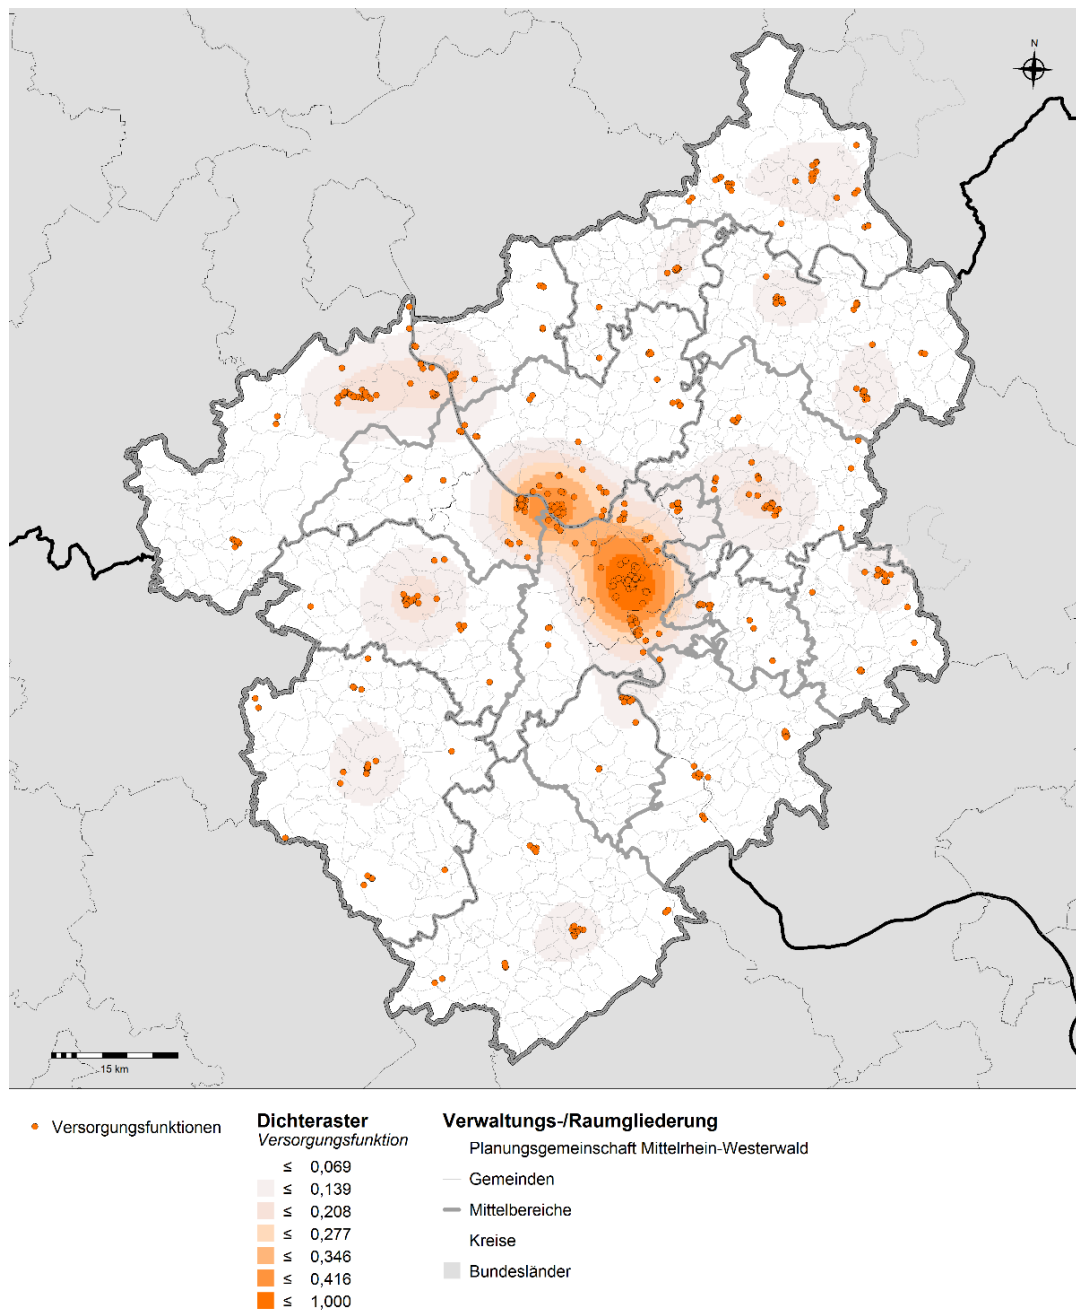 N
15 km
Versorgungsfunktionen
Dichteraster
Versorgungsfunktion
≤ 0,069
≤ 0,139
≤ 0,208
≤ 0,277
≤ 0,346
≤ 0,416
≤ 1,000
Verwaltungs-/Raumgliederung
Planungsgemeinschaft Mittelrhein-Westerwald
Gemeinden
Mittelbereiche
Kreise
Bundesländer